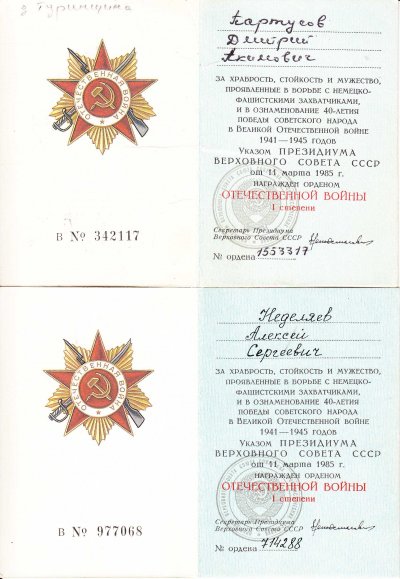 г Туринщина
ОТЕЧЕСТВЕННАЯ ВОЙНА
В № 342117
Картусов
Дмитрий
Акимович
ЗА ХРАБРОСТЬ, СТОЙКОСТЬ И МУЖЕСТВО,
ПРОЯВЛЕННЫЕ В БОРЬБЕ С НЕМЕЦКО-
ФАШИСТСКИМИ ЗАХВАТЧИКАМИ,
И В ОЗНАМЕНОВАНИЕ 40-ЛЕТИЯ
ПОБЕДЫ СОВЕТСКОГО НАРОДА
В ВЕЛИКОЙ ОТЕЧЕСТВЕННОЙ ВОЙНЕ
1941—1945 ГОДОВ
УКАЗОМ ПРЕЗИДИУМА
ВЕРХОВНОГО СОВЕТА СССР
от 11 марта 1985 г.
НАГРАЖДЕН ОРДЕНОМ
ОТЕЧЕСТВЕННОЙ ВОЙНЫ
I степени
Секретарь Президиума
Верховного Совета СССР
№ ордена 1553317
ОТЕЧЕСТВЕННАЯ ВОЙНА
В № 977068
Неделяев
Алексей
Сергеевич
ЗА ХРАБРОСТЬ, СТОЙКОСТЬ И МУЖЕСТВО,
ПРОЯВЛЕННЫЕ В БОРЬБЕ С НЕМЕЦКО-
ФАШИСТСКИМИ ЗАХВАТЧИКАМИ,
И В ОЗНАМЕНОВАНИЕ 40-ЛЕТИЯ
ПОБЕДЫ СОВЕТСКОГО НАРОДА
В ВЕЛИКОЙ ОТЕЧЕСТВЕННОЙ ВОЙНЕ
1941—1945 ГОДОВ
УКАЗОМ ПРЕЗИДИУМА
ВЕРХОВНОГО СОВЕТА СССР
от 11 марта 1985 г.
НАГРАЖДЕН ОРДЕНОМ
ОТЕЧЕСТВЕННОЙ ВОЙНЫ
I степени
Секретарь Президиума
Верховного Совета СССР
№ ордена 714288